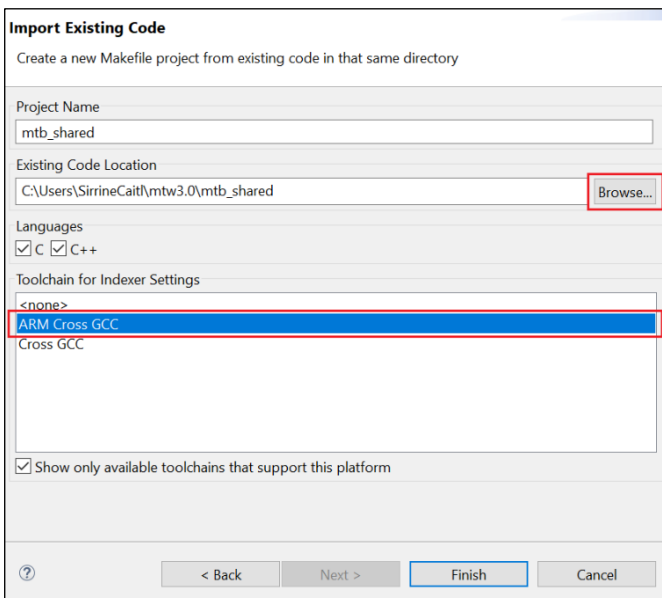 Import Existing Code
Create a new Makefile project from existing code in that same directory
Project Name
mtb_shared
Existing Code Location
C:\Users\SirrineCaitl\mtw3.0\mtb_shared
Browse...
Languages
C C++
Toolchain for Indexer Settings
<none>
ARM Cross GCC
Cross GCC
Show only available toolchains that support this platform
? < Back Next > Finish Cancel